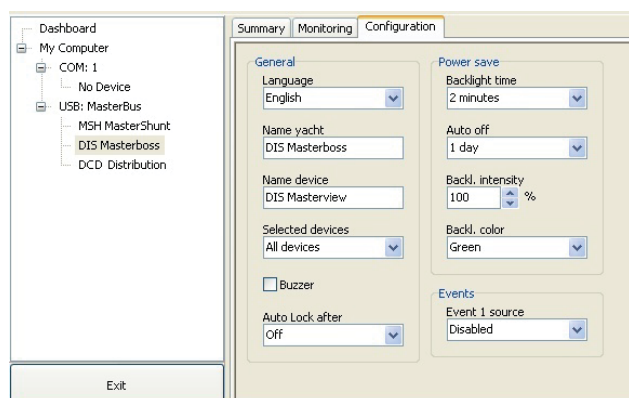 Dashboard
My Computer
COM: 1
No Device
USB: MasterBus
MSH MasterShunt
DIS Masterboss
DCD Distribution
Exit
Summary Monitoring Configuration
General
Language
English
Name yacht
DIS Masterboss
Name device
DIS Masterview
Selected devices
All devices
Buzzer
Auto Lock after
Off
Power save
Backlight time
2 minutes
Auto off
1 day
Backl. intensity
100 %
Backl. color
Green
Events
Event 1 source
Disabled